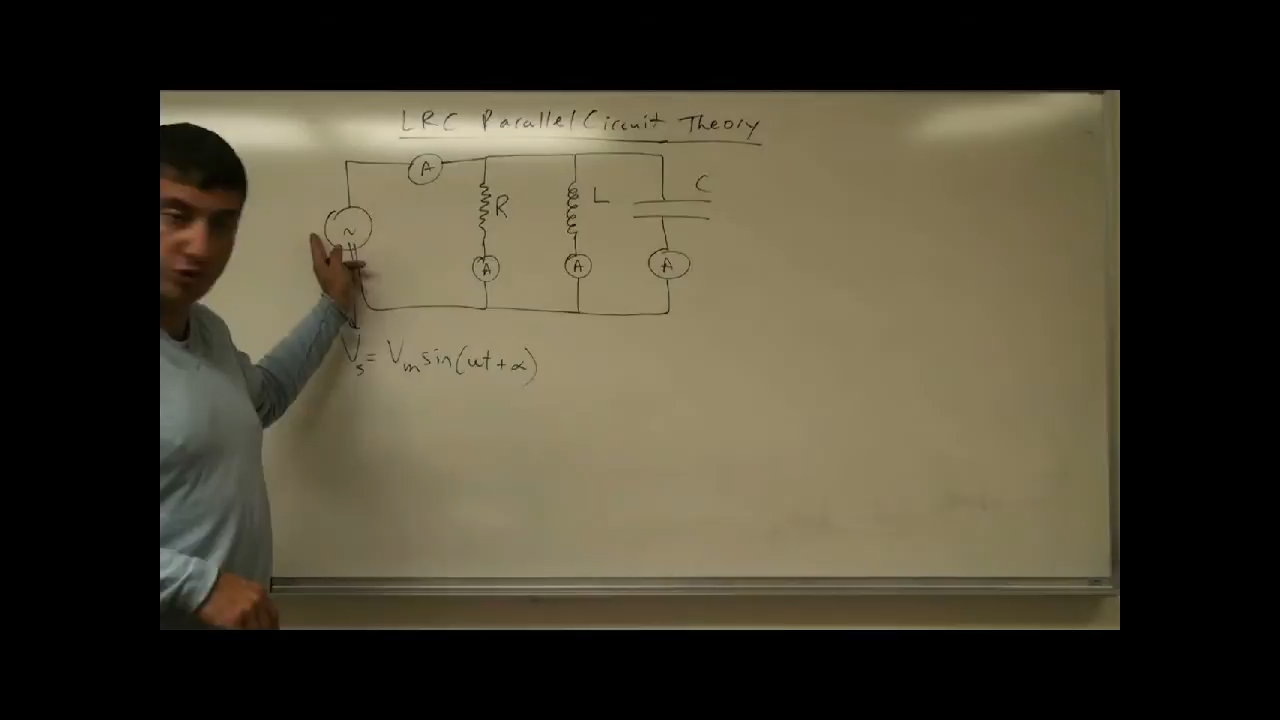 LRC Parallel Circuit Theory
A
R
L
C
A
A
A
~
Vs = Vm sin(ωt + α)